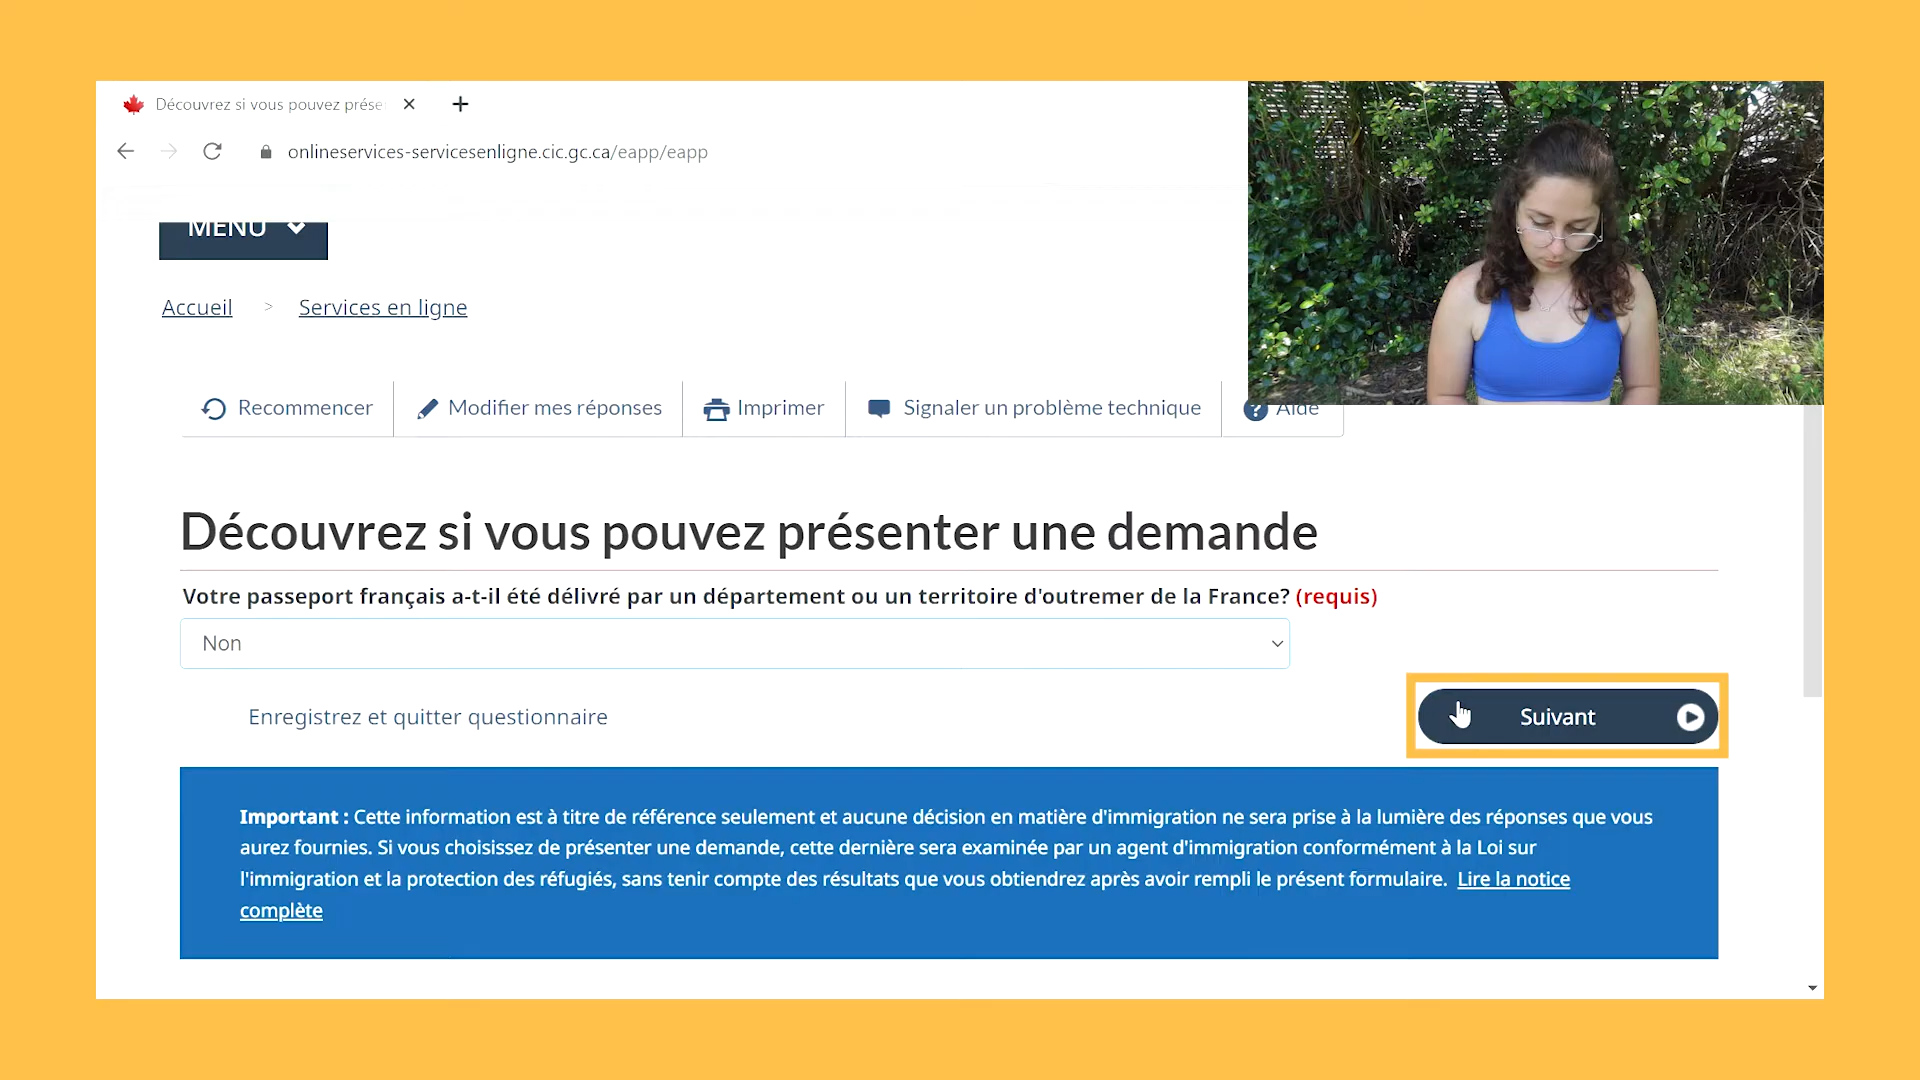 Découvrez si vous pouvez prése
onlineservices-servicesenligne.cic.gc.ca/eapp/eapp
MENU
Accueil > Services en ligne
Recommencer Modifier mes réponses Imprimer Signaler un problème technique ? Aide
Découvrez si vous pouvez présenter une demande
Votre passeport français a-t-il été délivré par un département ou un territoire d'outremer de la France? (requis)
Non
Enregistrez et quitter questionnaire Suivant
Important : Cette information est à titre de référence seulement et aucune décision en matière d'immigration ne sera prise à la lumière des réponses que vous
aurez fournies. Si vous choisissez de présenter une demande, cette dernière sera examinée par un agent d'immigration conformément à la Loi sur
l'immigration et la protection des réfugiés, sans tenir compte des résultats que vous obtiendrez après avoir rempli le présent formulaire. Lire la notice
complète